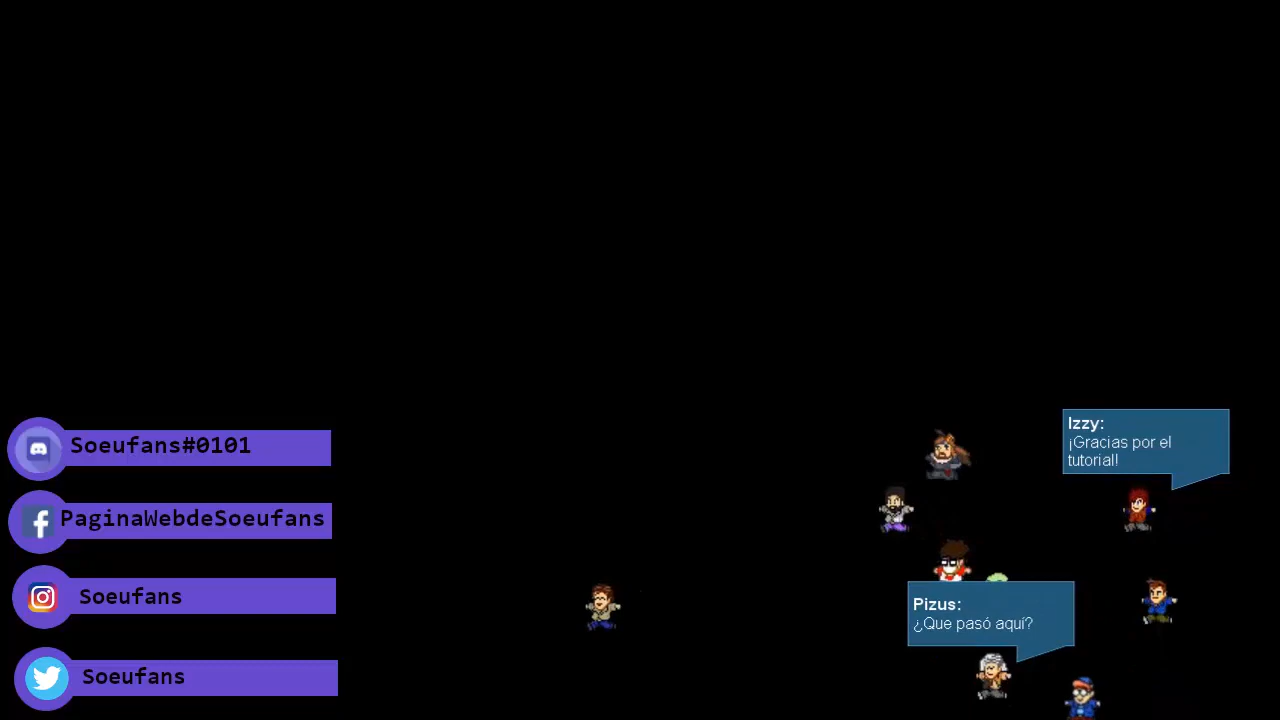 Izzy:
¡Gracias por el
tutorial!
Soeufans#0101
PaginaWebdeSoeufans
Soeufans
Pizus:
¿Que pasó aquí?
Soeufans